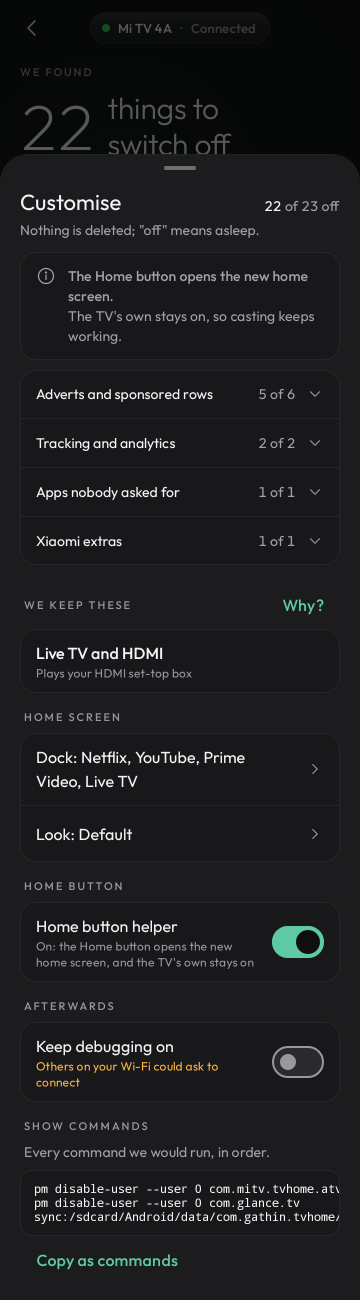 Mi TV 4A · Connected
WE FOUND
22 things to
switch off
Customise
22 of 23 off
Nothing is deleted; "off" means asleep.
The Home button opens the new home
screen.
The TV's own stays on, so casting keeps
working.
Adverts and sponsored rows 5 of 6
Tracking and analytics 2 of 2
Apps nobody asked for 1 of 1
Xiaomi extras 1 of 1
WE KEEP THESE Why?
Live TV and HDMI
Plays your HDMI set-top box
HOME SCREEN
Dock: Netflix, YouTube, Prime
Video, Live TV
Look: Default
HOME BUTTON
Home button helper
On: the Home button opens the new
home screen, and the TV's own stays on
AFTERWARDS
Keep debugging on
Others on your Wi-Fi could ask to
connect
SHOW COMMANDS
Every command we would run, in order.
pm disable-user --user 0 com.mitv.tvhome.atv
pm disable-user --user 0 com.glance.tv
sync:/sdcard/Android/data/com.gathin.tvhome/
Copy as commands